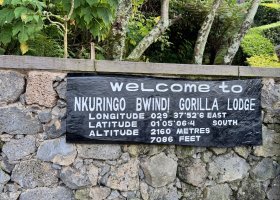 WELCOME TO
NKURINGO BWINDI GORILLA LODGE
LONGITUDE 029·37'52"6 EAST
LATITUDE 01·05'06·4 SOUTH
ALTITUDE 2160 METRES
7086 FEET